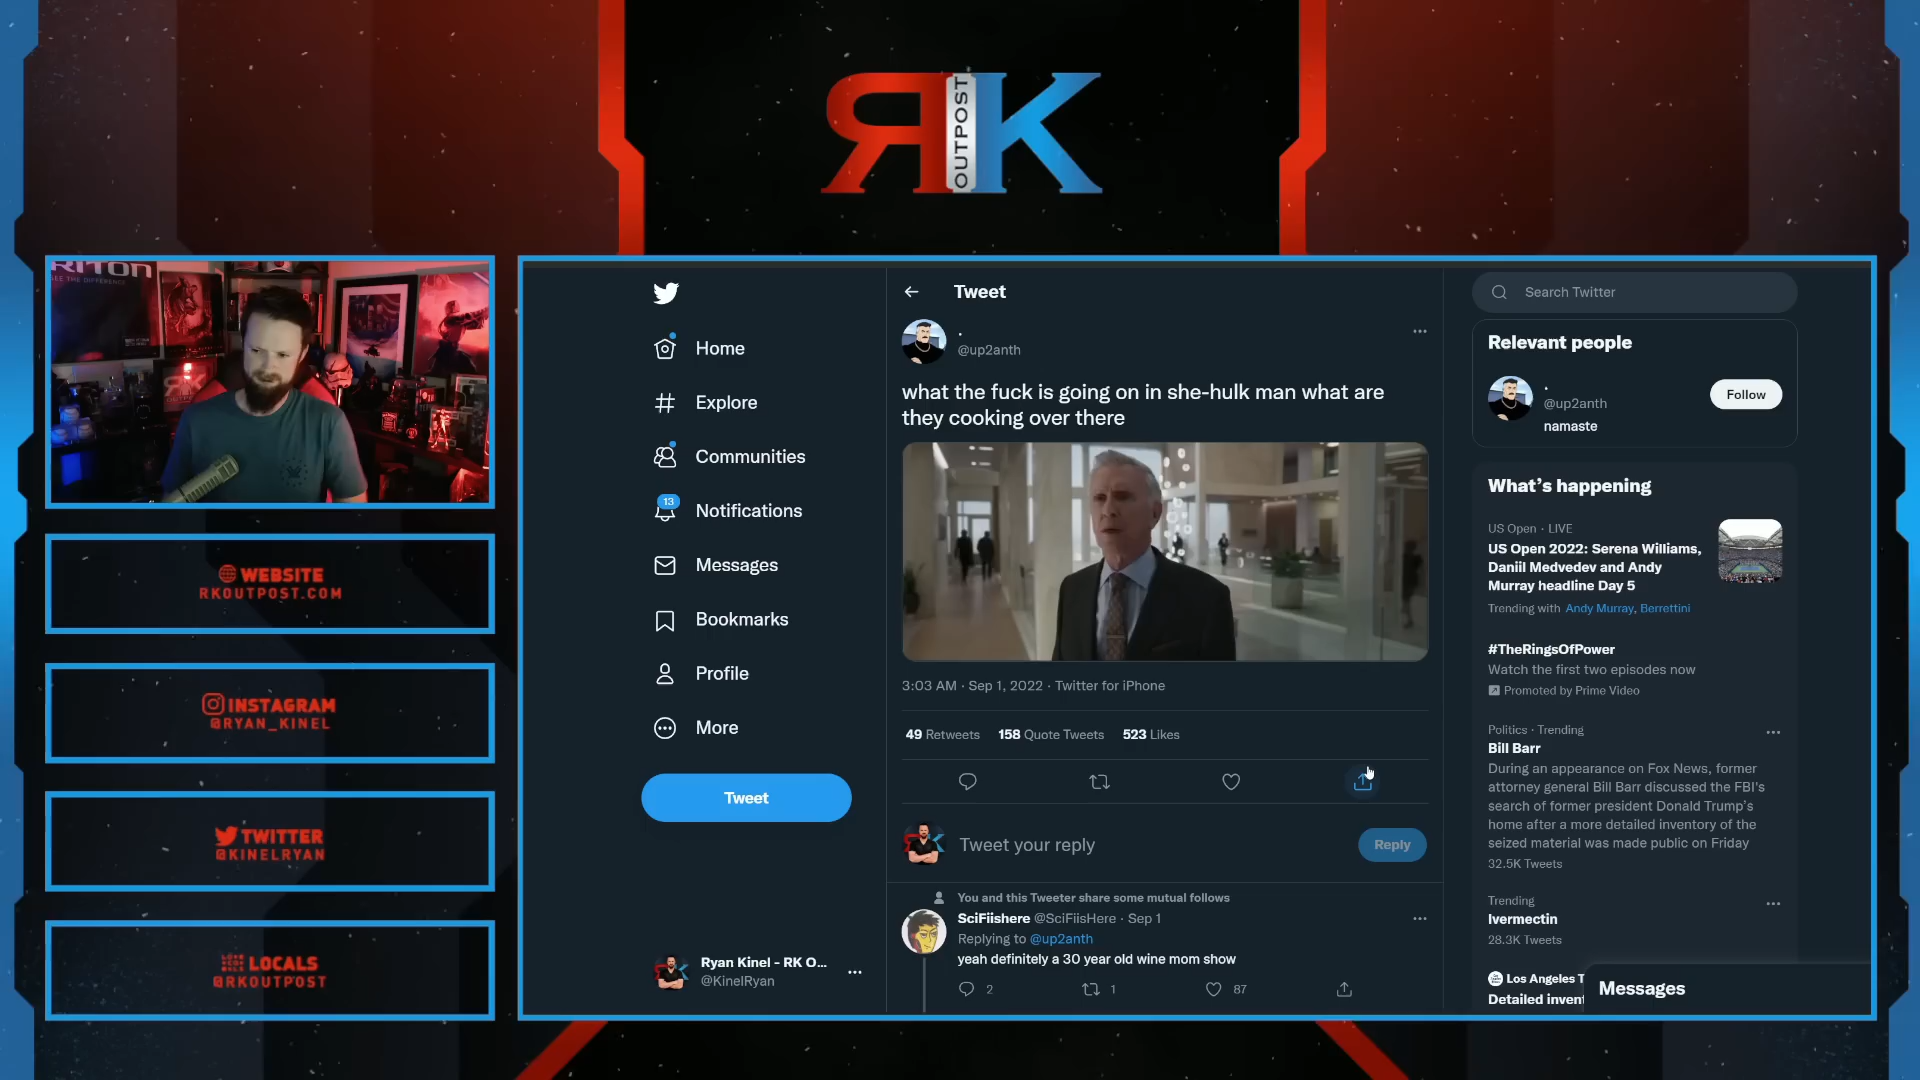 RK
OUTPOST
RITON
SEE THE DIFFERENCE
WEBSITE
RKOUTPOST.COM
INSTAGRAM
@RYAN_KINEL
TWITTER
@KINELRYAN
LOCALS
@RKOUTPOST
Home
Explore
Communities
13
Notifications
Messages
Bookmarks
Profile
More
Tweet
Ryan Kinel - RK O...
@KinelRyan
Tweet
.
@up2anth
what the fuck is going on in she-hulk man what are
they cooking over there
3:03 AM · Sep 1, 2022 · Twitter for iPhone
49 Retweets 158 Quote Tweets 523 Likes
Tweet your reply
Reply
You and this Tweeter share some mutual follows
SciFiishere @SciFiisHere · Sep 1
Replying to @up2anth
yeah definitely a 30 year old wine mom show
2 1 87
Search Twitter
Relevant people
.
@up2anth
Follow
namaste
What's happening
US Open · LIVE
US Open 2022: Serena Williams,
Daniil Medvedev and Andy
Murray headline Day 5
Trending with Andy Murray, Berrettini
#TheRingsOfPower
Watch the first two episodes now
Promoted by Prime Video
Politics · Trending
Bill Barr
During an appearance on Fox News, former
attorney general Bill Barr discussed the FBI's
search of former president Donald Trump's
home after a more detailed inventory of the
seized material was made public on Friday
32.5K Tweets
Trending
Ivermectin
28.3K Tweets
Los Angeles T
Detailed inven
Messages